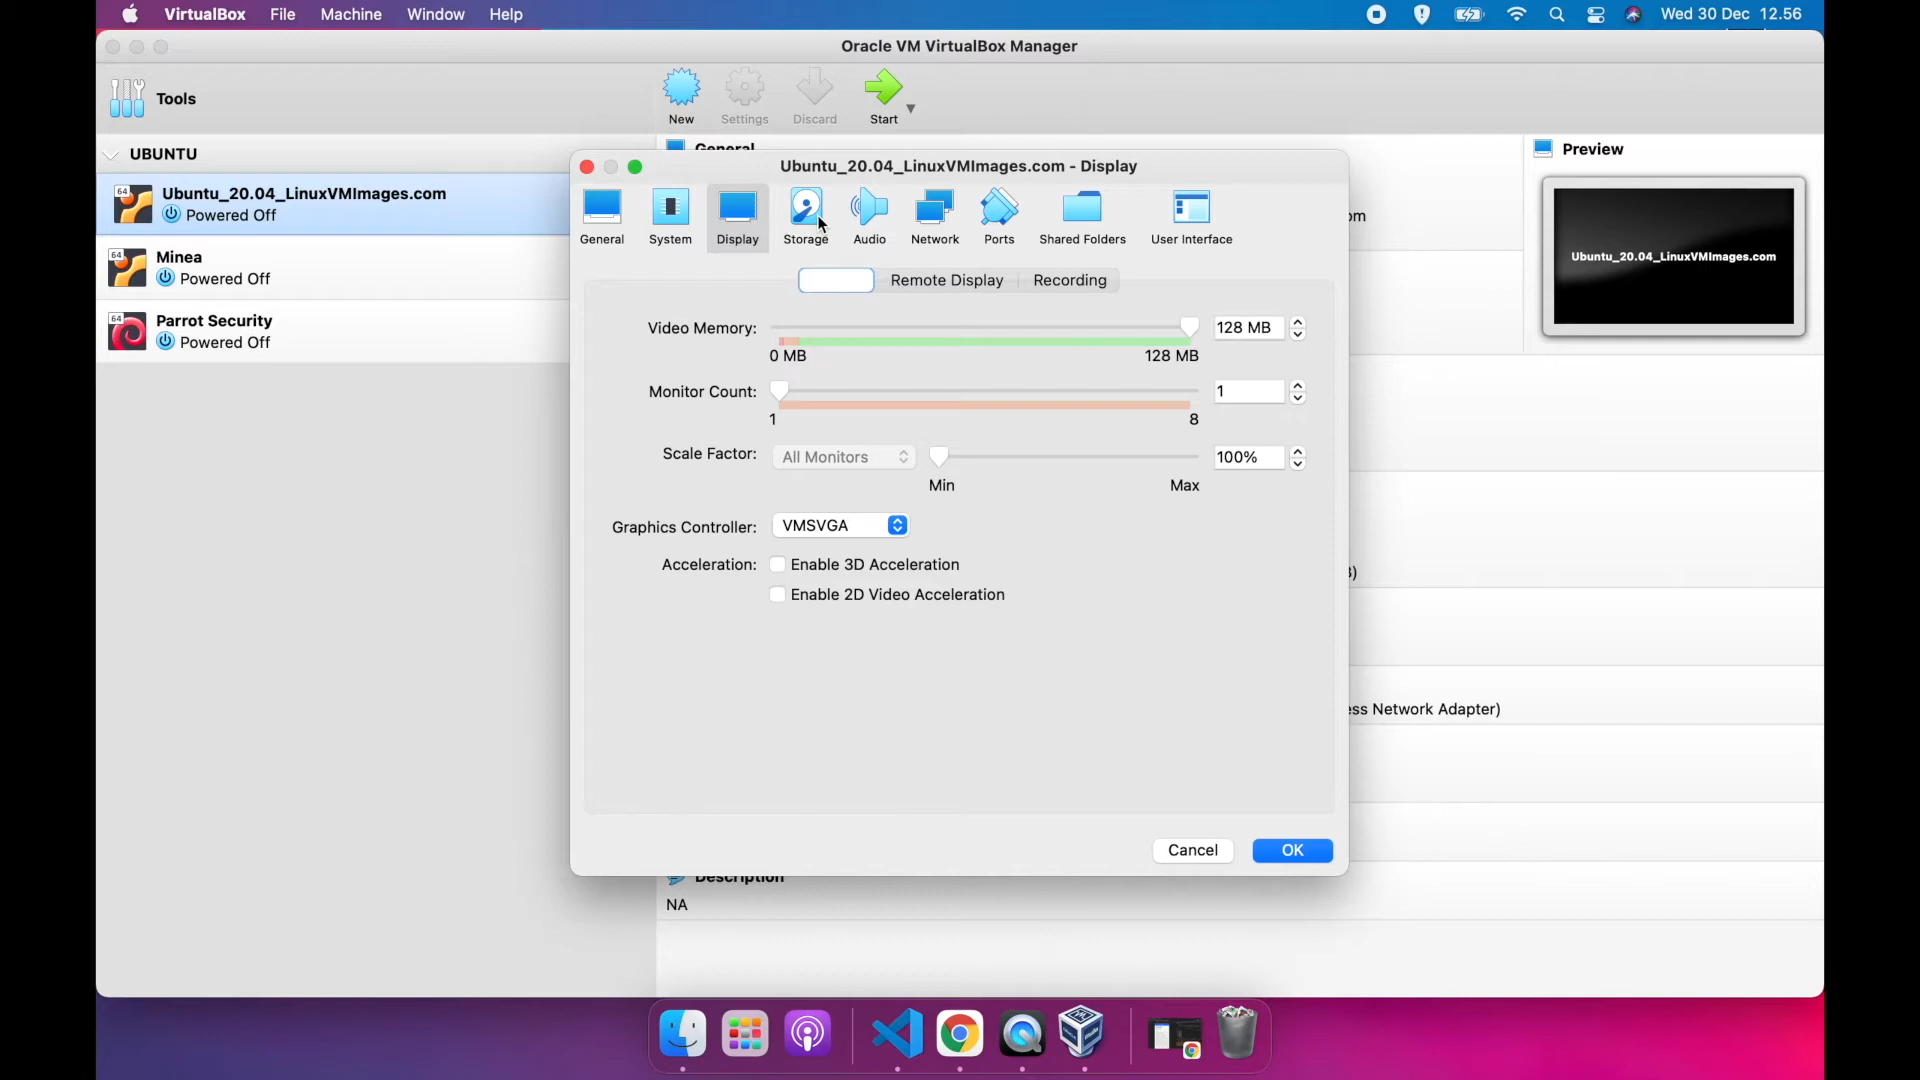 VirtualBox File Machine Window Help
Wed 30 Dec 12.56
Oracle VM VirtualBox Manager
Tools
New
Settings
Discard
Start
UBUNTU
General
Preview
64
Ubuntu_20.04_LinuxVMImages.com
Powered Off
64
Minea
Powered Off
64
Parrot Security
Powered Off
Ubuntu_20.04_LinuxVMImages.com - Display
General
System
Display
Storage
Audio
Network
Ports
Shared Folders
User Interface
om
Ubuntu_20.04_LinuxVMImages.com
Remote Display
Recording
Video Memory:
128 MB
0 MB
128 MB
Monitor Count:
1
1
8
Scale Factor:
All Monitors
100%
Min
Max
Graphics Controller:
VMSVGA
Acceleration:
Enable 3D Acceleration
Enable 2D Video Acceleration
B)
ess Network Adapter)
Cancel
OK
Description
NA